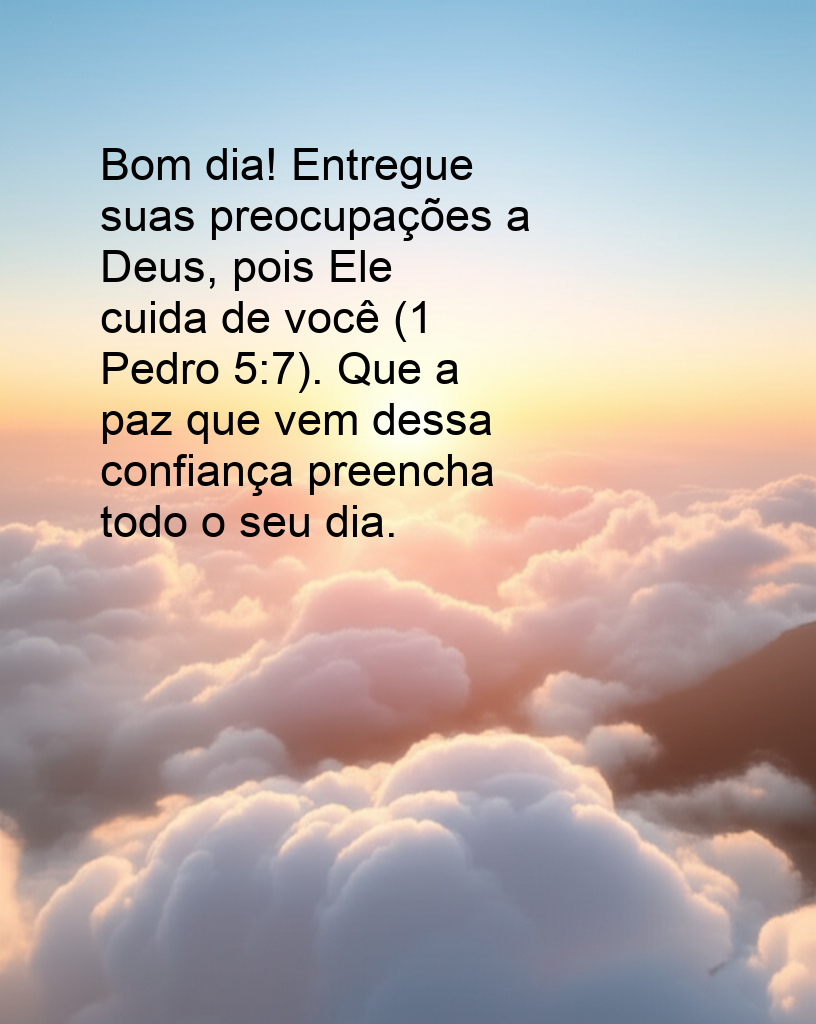 Bom dia! Entregue
suas preocupações a
Deus, pois Ele
cuida de você (1
Pedro 5:7). Que a
paz que vem dessa
confiança preencha
todo o seu dia.